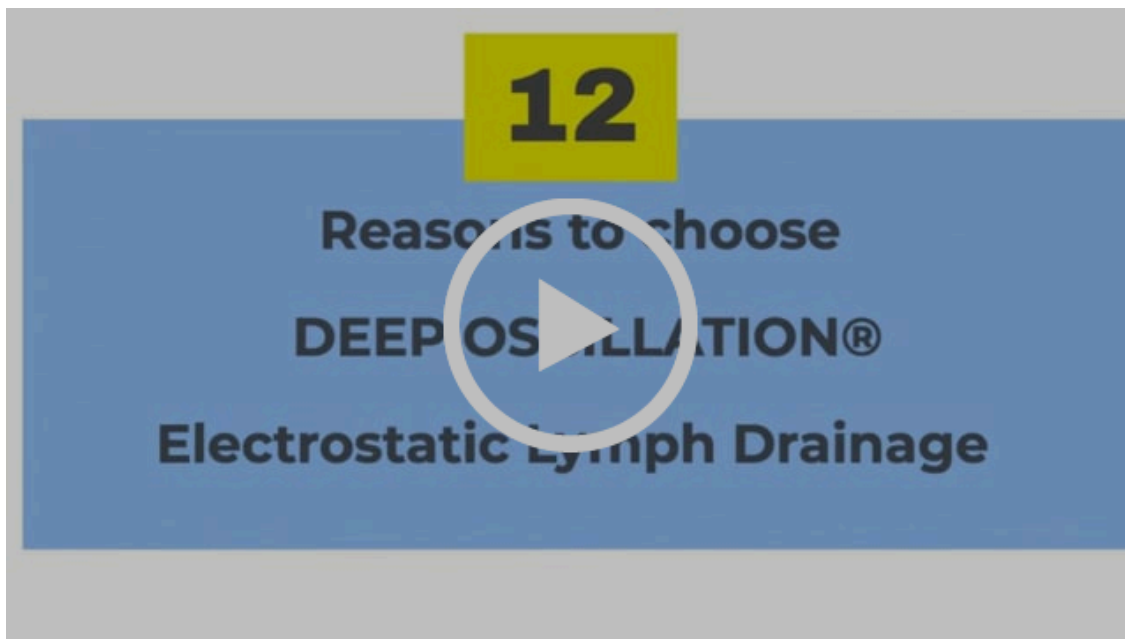 12
Reasons to choose
DEEP OSCILLATION®
Electrostatic Lymph Drainage